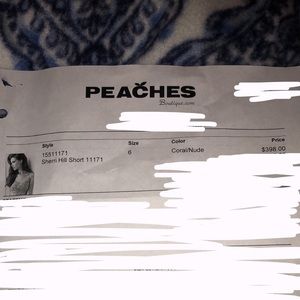 PEACHES
Boutique.com
Style Size Color Price
15511171 6 Coral/Nude $398.00
Sherri Hill Short 11171